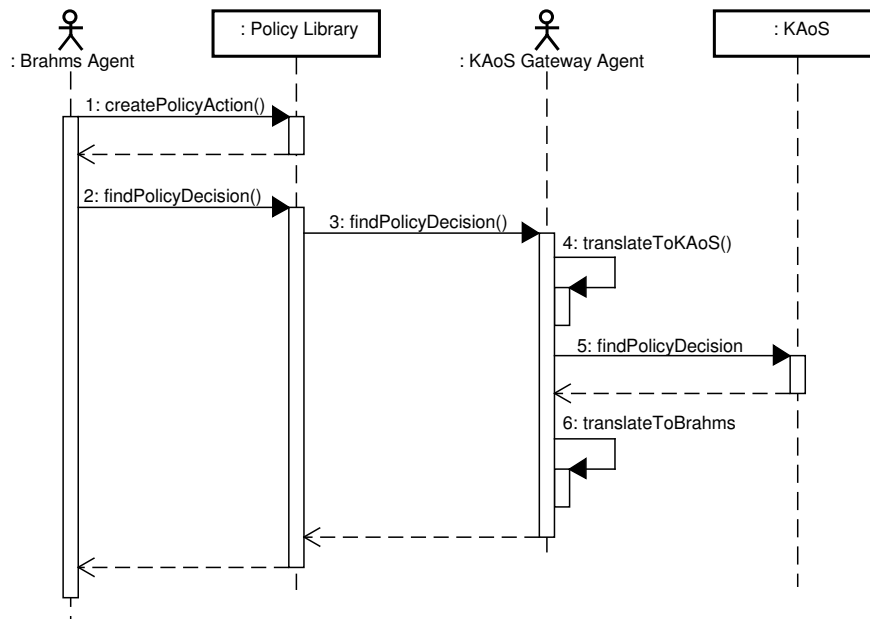 : Brahms Agent
: Policy Library
: KAoS Gateway Agent
: KAoS
1: createPolicyAction()
2: findPolicyDecision()
3: findPolicyDecision()
4: translateToKAoS()
5: findPolicyDecision
6: translateToBrahms